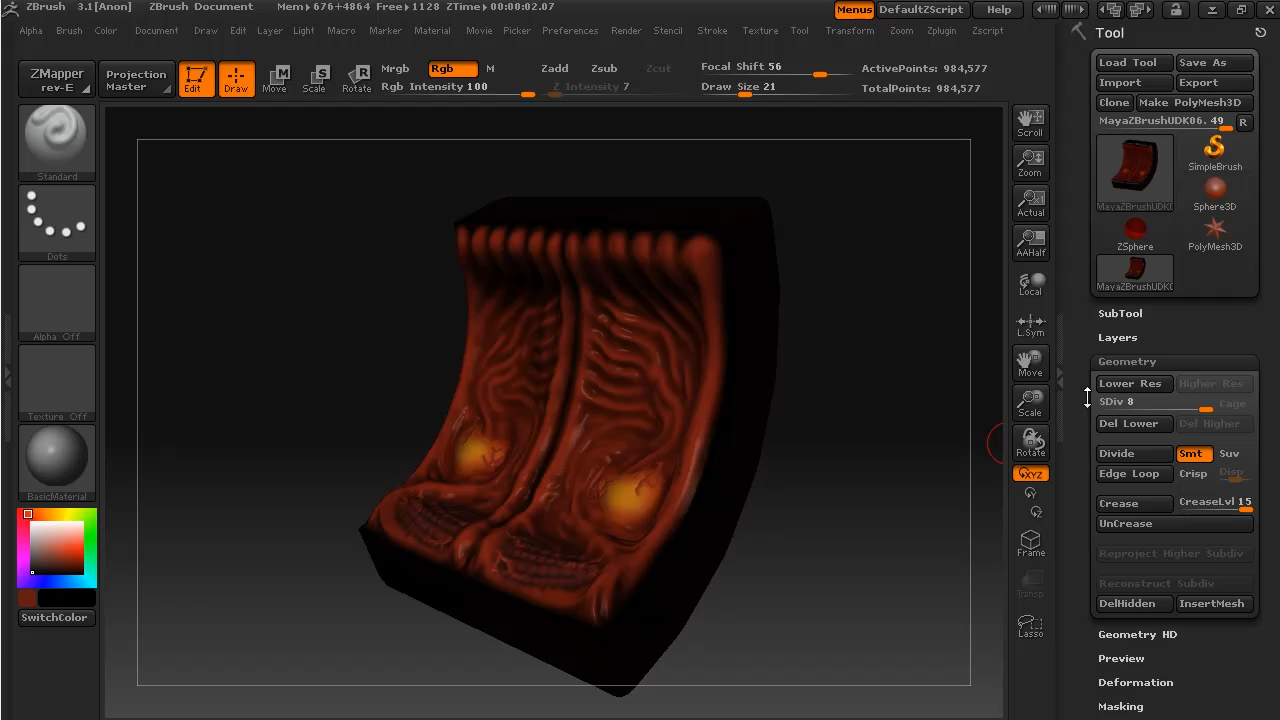 ZBrush 3.1[Anon] ZBrush Document Mem▸676+4864 Free▸1128 ZTime▸00:00:02.07 Menus DefaultZScript Help
Alpha Brush Color Document Draw Edit Layer Light Macro Marker Material Movie Picker Preferences Render Stencil Stroke Texture Tool Transform Zoom Zplugin Zscript
ZMapper
rev-E
Projection
Master
Edit
Draw
Move
Scale
Rotate
Mrgb Rgb M
Rgb Intensity 100
Zadd Zsub Zcut
Z Intensity 7
Focal Shift 56
Draw Size 21
ActivePoints: 984,577
TotalPoints: 984,577
Standard
Dots
Alpha Off
Texture Off
BasicMaterial
SwitchColor
Scroll
Zoom
Actual
AAHalf
Local
L.Sym
Move
Scale
Rotate
XYZ
Frame
Transp
Lasso
Tool
Load Tool Save As
Import Export
Clone Make PolyMesh3D
MayaZBrushUDK06. 49 R
MayaZBrushUDK0
SimpleBrush
Sphere3D
ZSphere
PolyMesh3D
MayaZBrushUDK0
SubTool
Layers
Geometry
Lower Res Higher Res
SDiv 8 Cage
Del Lower Del Higher
Divide Smt Suv
Edge Loop Crisp Disp
Crease CreaseLvl 15
UnCrease
Reproject Higher Subdiv
Reconstruct Subdiv
DelHidden InsertMesh
Geometry HD
Preview
Deformation
Masking